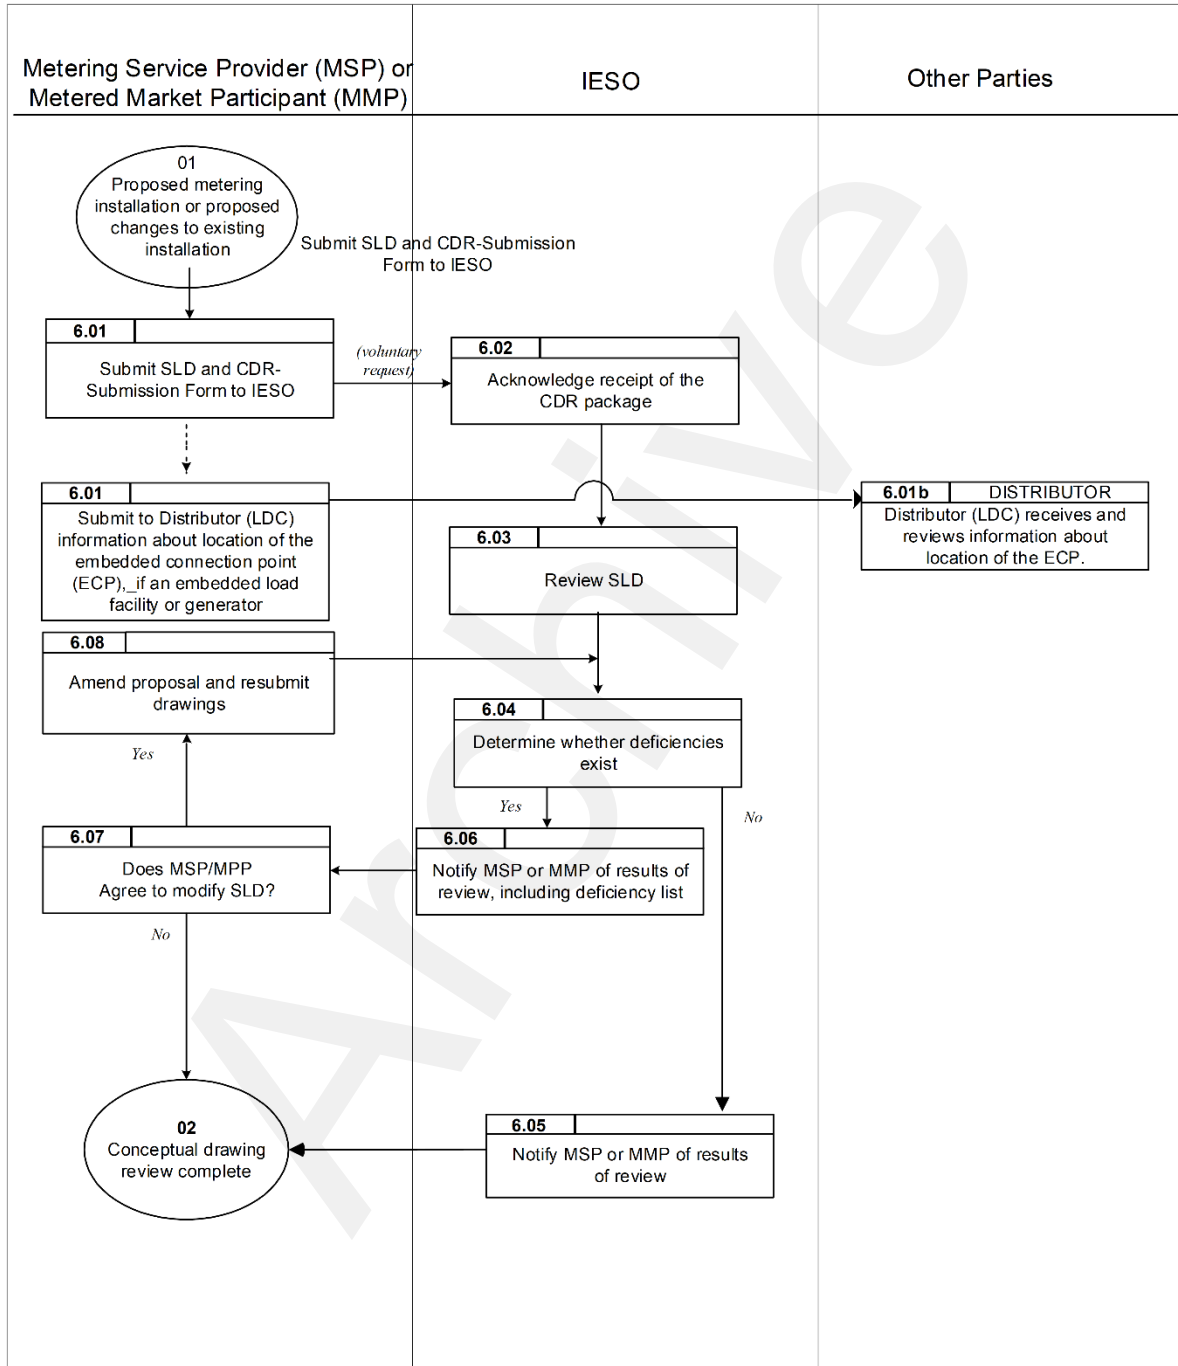 Metering Service Provider (MSP) or
Metered Market Participant (MMP)
IESO
Other Parties
01
Proposed metering
installation or proposed
changes to existing
installation
Submit SLD and CDR-Submission
Form to IESO
6.01
Submit SLD and CDR-
Submission Form to IESO
(voluntary
request)
6.02
Acknowledge receipt of the
CDR package
6.01
Submit to Distributor (LDC)
information about location of the
embedded connection point
(ECP),_if an embedded load
facility or generator
6.01b
DISTRIBUTOR
Distributor (LDC) receives and
reviews information about
location of the ECP.
6.03
Review SLD
6.08
Amend proposal and resubmit
drawings
6.04
Determine whether deficiencies
exist
Yes
Yes
No
6.07
Does MSP/MPP
Agree to modify SLD?
6.06
Notify MSP or MMP of results of
review, including deficiency list
No
02
Conceptual drawing
review complete
6.05
Notify MSP or MMP of results
of review
Archive